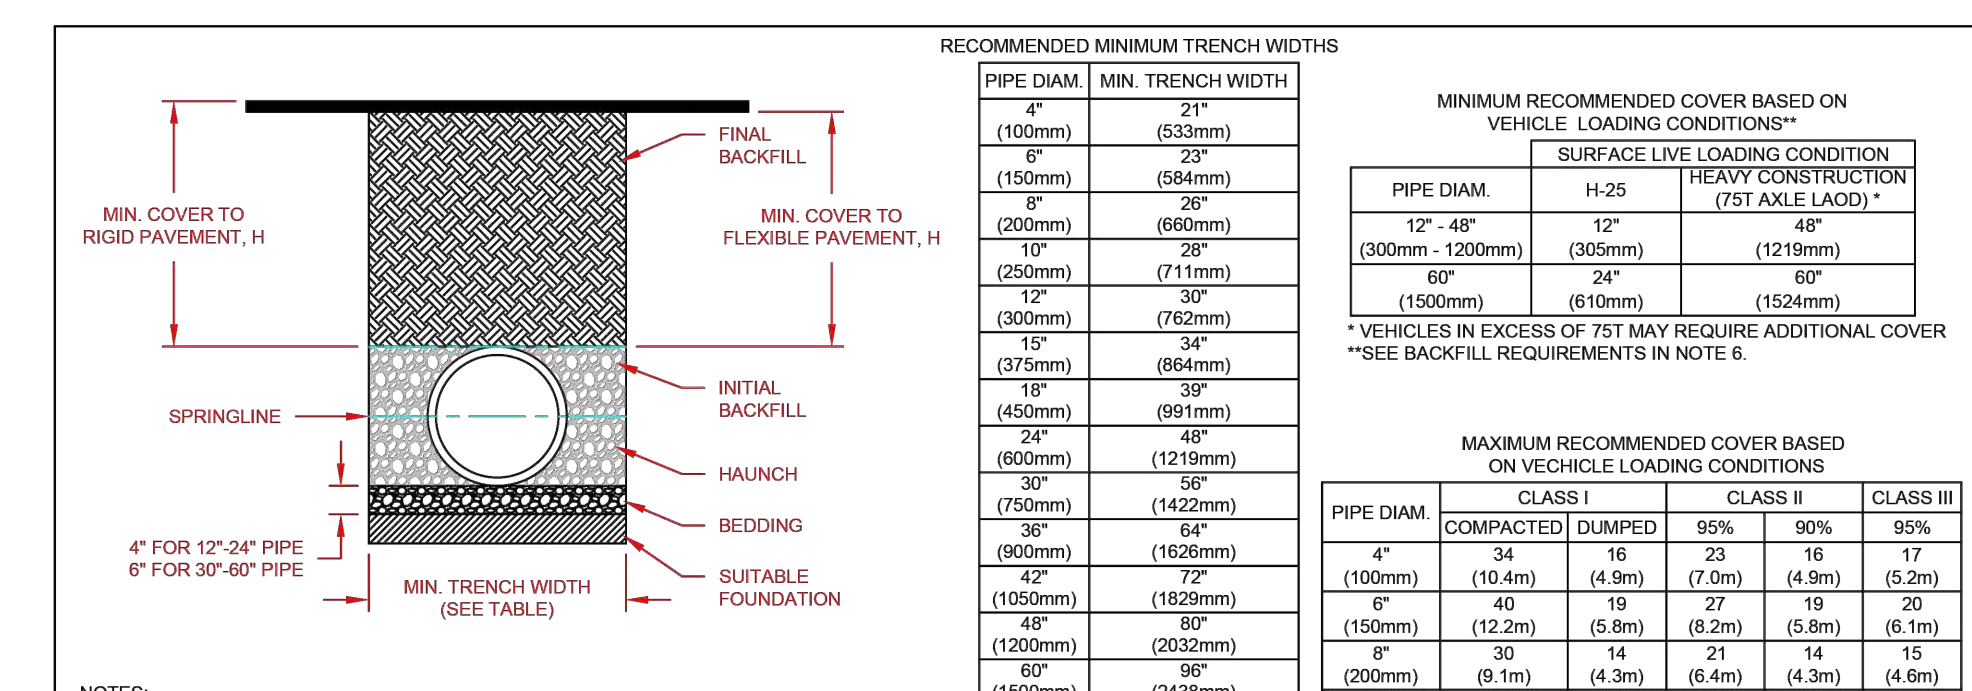 RECOMMENDED MINIMUM TRENCH WIDTHS
PIPE DIAM. MIN. TRENCH WIDTH
4" 21"
(100mm) (533mm)
6" 23"
(150mm) (584mm)
8" 26"
(200mm) (660mm)
10" 28"
(250mm) (711mm)
12" 30"
(300mm) (762mm)
15" 34"
(375mm) (864mm)
18" 39"
(450mm) (991mm)
24" 48"
(600mm) (1219mm)
30" 56"
(750mm) (1422mm)
36" 64"
(900mm) (1626mm)
42" 72"
(1050mm) (1829mm)
48" 80"
(1200mm) (2032mm)
60" 96"
(1500mm) (2438mm)
FINAL
BACKFILL
MIN. COVER TO
RIGID PAVEMENT, H
MIN. COVER TO
FLEXIBLE PAVEMENT, H
INITIAL
BACKFILL
SPRINGLINE
HAUNCH
BEDDING
4" FOR 12"-24" PIPE
6" FOR 30"-60" PIPE
MIN. TRENCH WIDTH
(SEE TABLE)
SUITABLE
FOUNDATION
NOTES:
MINIMUM RECOMMENDED COVER BASED ON
VEHICLE LOADING CONDITIONS**
SURFACE LIVE LOADING CONDITION
PIPE DIAM. H-25 HEAVY CONSTRUCTION
(75T AXLE LAOD) *
12" - 48" 12" 48"
(300mm - 1200mm) (305mm) (1219mm)
60" 24" 60"
(1500mm) (610mm) (1524mm)
* VEHICLES IN EXCESS OF 75T MAY REQUIRE ADDITIONAL COVER
**SEE BACKFILL REQUIREMENTS IN NOTE 6.
MAXIMUM RECOMMENDED COVER BASED
ON VECHICLE LOADING CONDITIONS
PIPE DIAM. CLASS I CLASS II CLASS III
COMPACTED DUMPED 95% 90% 95%
4" 34 16 23 16 17
(100mm) (10.4m) (4.9m) (7.0m) (4.9m) (5.2m)
6" 40 19 27 19 20
(150mm) (12.2m) (5.8m) (8.2m) (5.8m) (6.1m)
8" 30 14 21 14 15
(200mm) (9.1m) (4.3m) (6.4m) (4.3m) (4.6m)